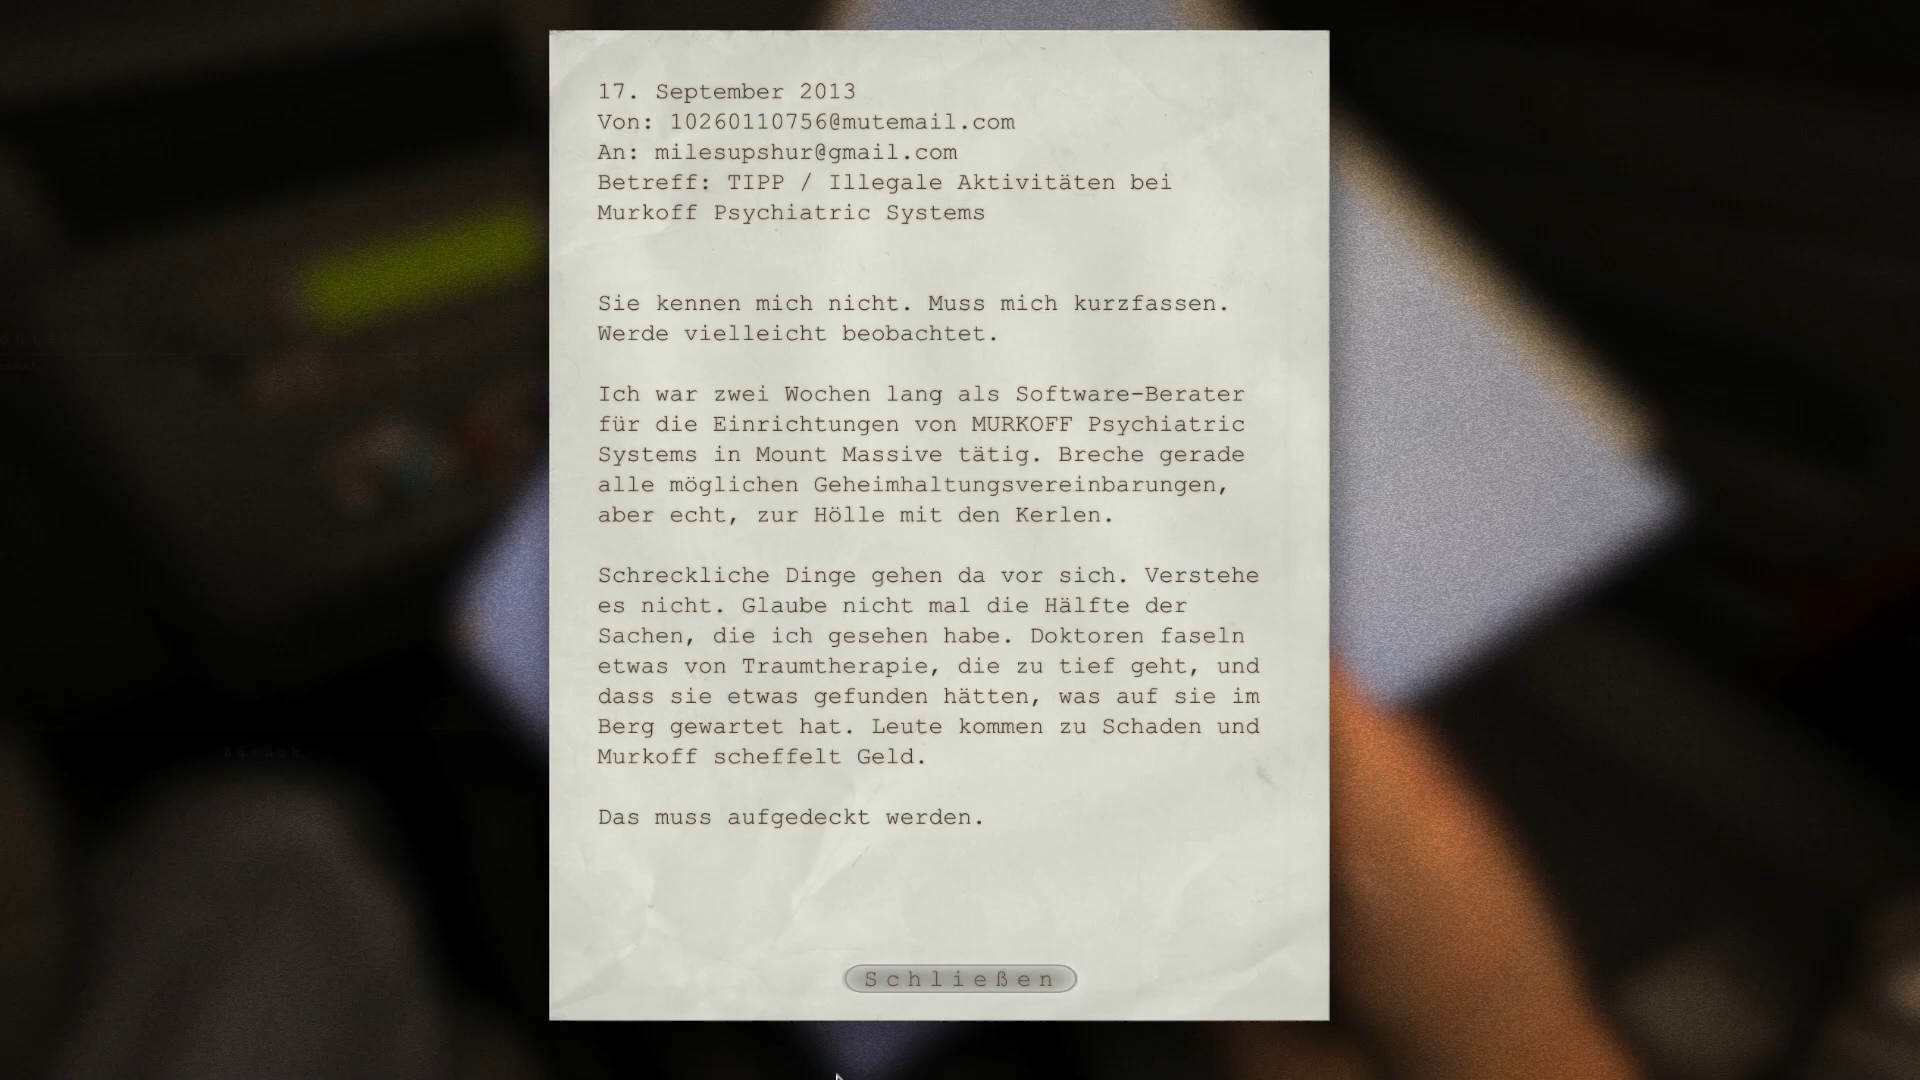 17. September 2013
Von: 10260110756@mutemail.com
An: milesupshur@gmail.com
Betreff: TIPP / Illegale Aktivitäten bei
Murkoff Psychiatric Systems
Sie kennen mich nicht. Muss mich kurzfassen.
Werde vielleicht beobachtet.
Ich war zwei Wochen lang als Software-Berater
für die Einrichtungen von MURKOFF Psychiatric
Systems in Mount Massive tätig. Breche gerade
alle möglichen Geheimhaltungsvereinbarungen,
aber echt, zur Hölle mit den Kerlen.
Schreckliche Dinge gehen da vor sich. Verstehe
es nicht. Glaube nicht mal die Hälfte der
Sachen, die ich gesehen habe. Doktoren faseln
etwas von Traumtherapie, die zu tief geht, und
dass sie etwas gefunden hätten, was auf sie im
Berg gewartet hat. Leute kommen zu Schaden und
Murkoff scheffelt Geld.
Das muss aufgedeckt werden.
Zurück
Schließen